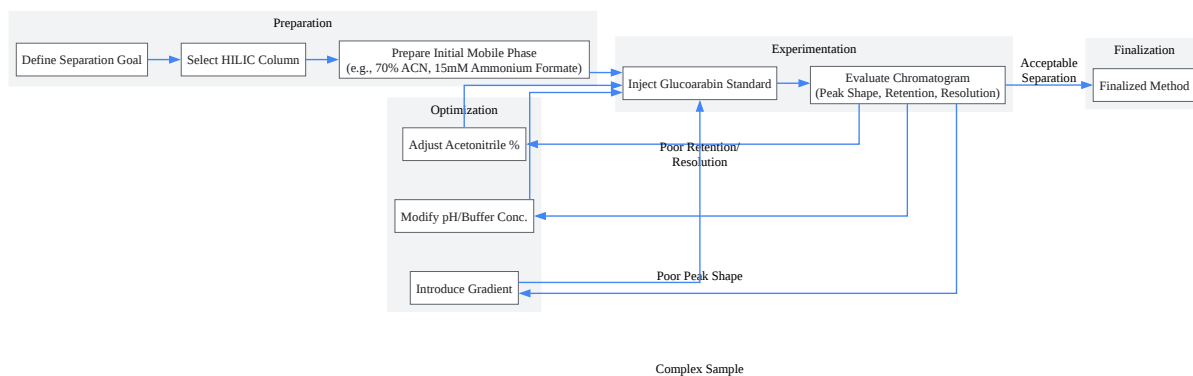 Preparation
Define Separation Goal
Select HILIC Column
Prepare Initial Mobile Phase
(e.g., 70% ACN, 15mM Ammonium Formate)
Experimentation
Inject Glucoarabin Standard
Evaluate Chromatogram
(Peak Shape, Retention, Resolution)
Acceptable
Separation
Finalization
Finalized Method
Optimization
Adjust Acetonitrile %
Poor Retention/
Resolution
Modify pH/Buffer Conc.
Poor Peak Shape
Introduce Gradient
Complex Sample